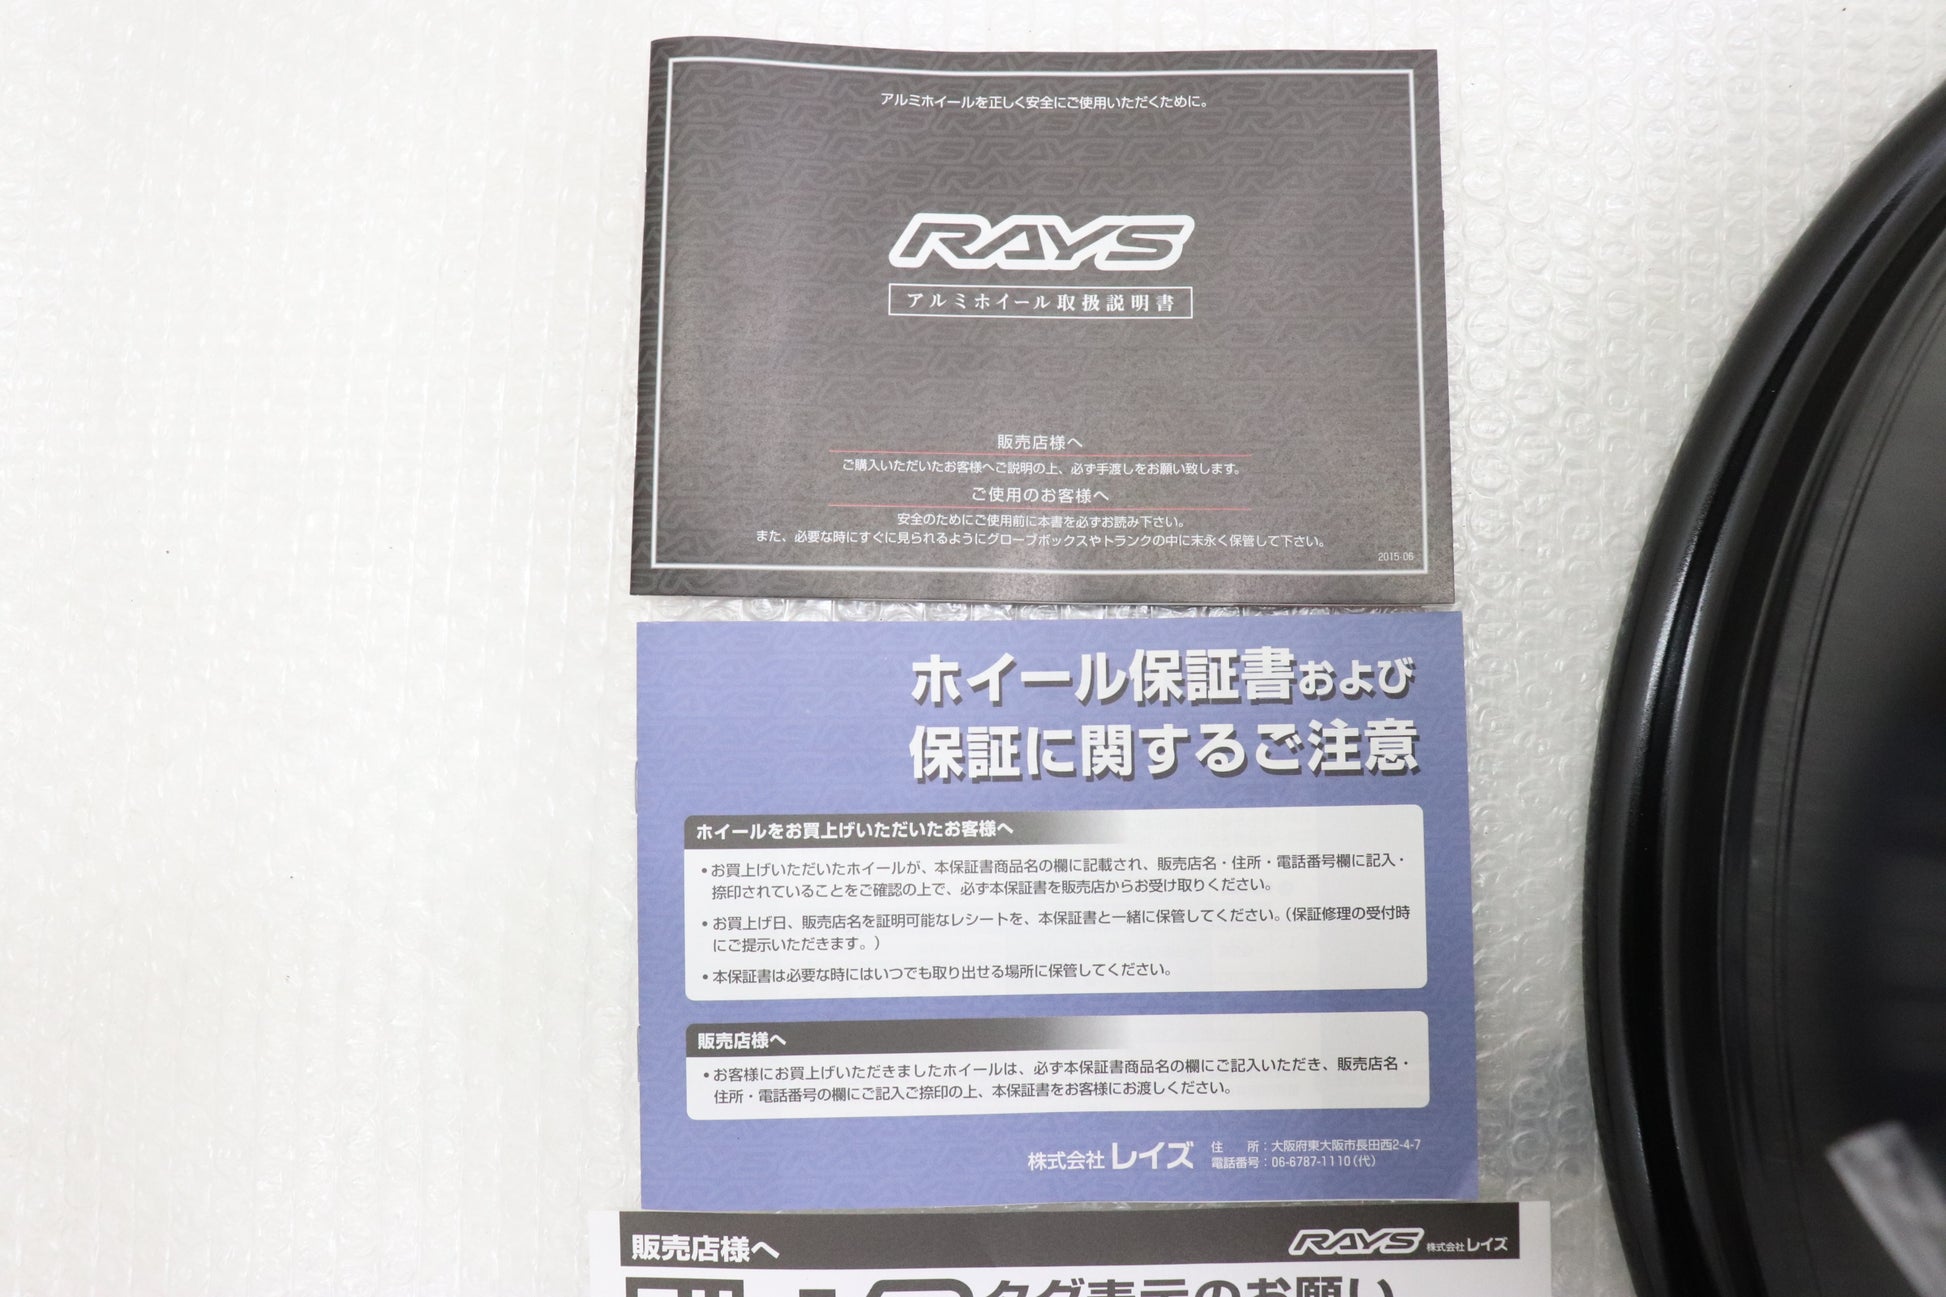 アルミホイールを正しく安全にご使用いただくために。
RAYS
アルミホイール取扱説明書
販売店様へ
ご購入いただいたお客様へご説明の上、必ず手渡しをお願い致します。
ご使用のお客様へ
安全のためにご使用前に本書を必ずお読み下さい。
また、必要な時にすぐに見られるようにグローブボックスやトランクの中に末永く保管して下さい。
2015-06
ホイール保証書および
保証に関するご注意
ホイールをお買上げいただいたお客様へ
•お買上げいただいたホイールが、本保証書商品名の欄に記載され、販売店名・住所・電話番号欄に記入・
捺印されていることをご確認の上で、必ず本保証書を販売店からお受け取りください。
•お買上げ日、販売店名を証明可能なレシートを、本保証書と一緒に保管してください。(保証修理の受付時
にご提示いただきます。)
•本保証書は必要な時にはいつでも取り出せる場所に保管してください。
販売店様へ
•お客様にお買上げいただきましたホイールは、必ず本保証書商品名の欄にご記入いただき、販売店名・
住所・電話番号の欄にご記入ご捺印の上、本保証書をお客様にお渡しください。
株式会社レイズ
住 所:大阪府東大阪市長田西2-4-7
電話番号:06-6787-1110(代)
販売店様へ
RAYS 株式会社レイズ
タグ表示のお願い